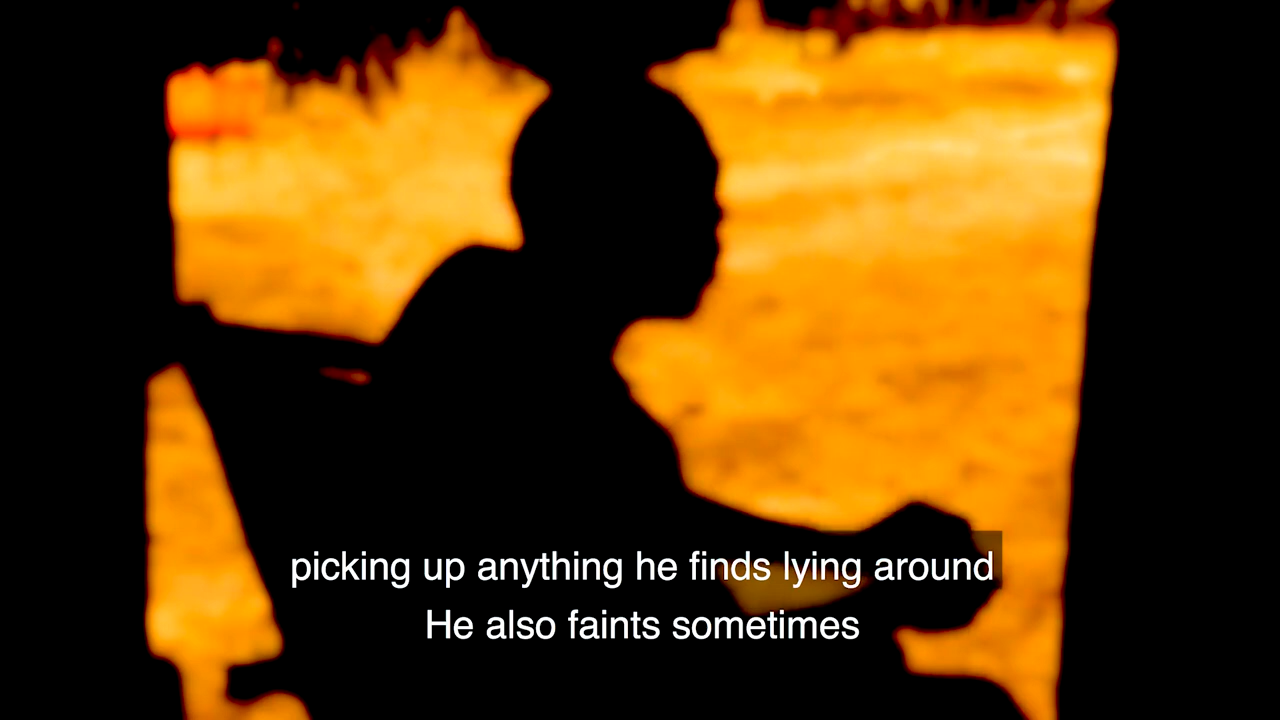 picking up anything he finds lying around
He also faints sometimes